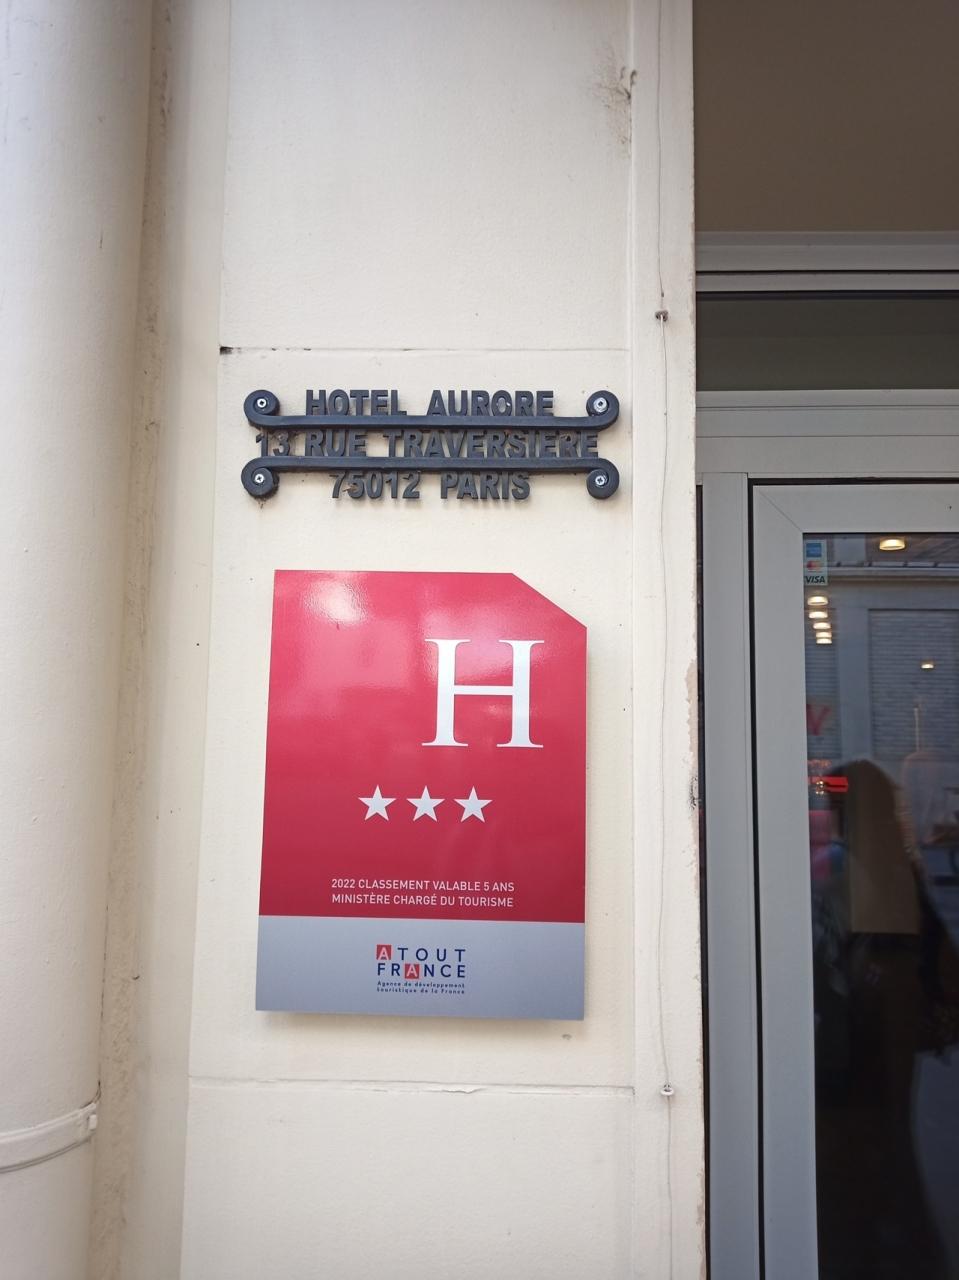 HOTEL AURORE
13 RUE TRAVERSIERE
75012 PARIS
H
2022 CLASSEMENT VALABLE 5 ANS
MINISTÈRE CHARGÉ DU TOURISME
ATOUT
FRANCE
Agence de développement
touristique de la France
VISA